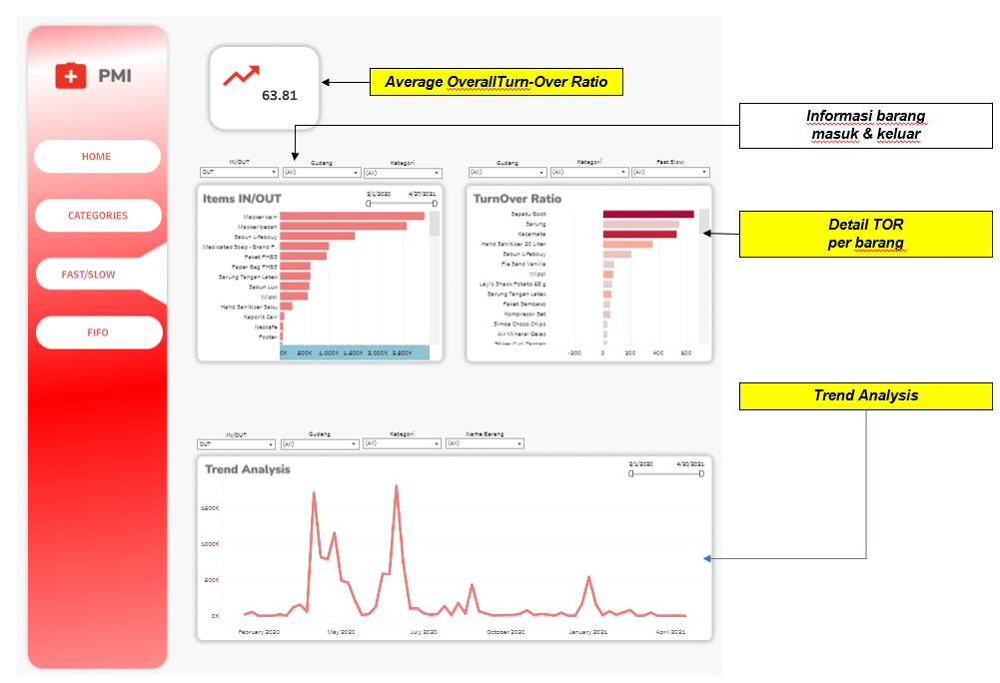 PMI
HOME
CATEGORIES
FAST/SLOW
FIFO
63.81
Average OverallTurn-Over Ratio
Informasi barang
masuk & keluar
Detail TOR
per barang
Trend Analysis
IN/OUT Gudang Kategori
OUT (All) (All)
Items IN/OUT
2/1/2020 4/27/2021
Masker kain
Masker bedah
Sabun Lifebouy
Medicated Soap - Brand P..
Paket PHSS
Paper Bag PHSS
Sarung Tangan Latex
Sabun Lux
Wipol
Hand Sanitizer Saku
Kaporit Cair
Nescafe
Poster
0K 500K 1,000K 1,500K 2,000K 2,500K
Gudang Kategori Fast Slow
(All) (All) (All)
TurnOver Ratio
Sepatu Boot
Sarung
Kacamata
Hand Sanitizer 20 Liter
Sabun Lifebouy
Pie Sand Vanilla
Wipol
Lay's Snack Potato 68 g
Sarung Tangan Latex
Paket Sembako
Kompresor Set
Simba Choco Chips
Air Mineral Gelas
-200 0 200 400 600
IN/OUT Gudang Kategori Nama Barang
OUT (All) (All) (All)
Trend Analysis
2/1/2020 4/20/2021
1500K
1000K
500K
0K
February 2020 May 2020 July 2020 October 2020 January 2021 April 2021